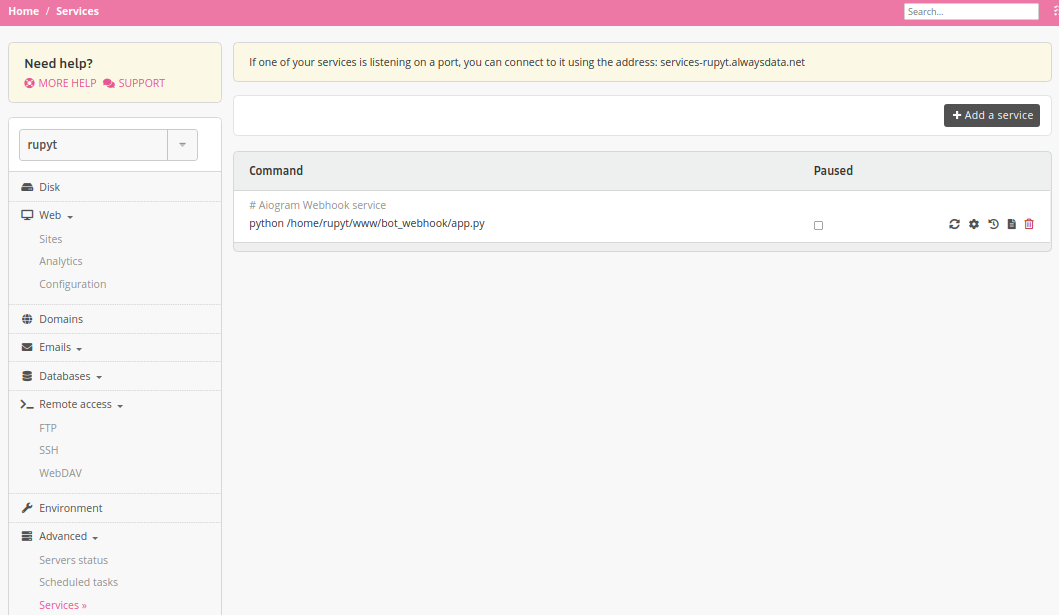 Home / Services
Search...
Need help?
MORE HELP SUPPORT
rupyt
Disk
Web
Sites
Analytics
Configuration
Domains
Emails
Databases
Remote access
FTP
SSH
WebDAV
Environment
Advanced
Servers status
Scheduled tasks
Services »
If one of your services is listening on a port, you can connect to it using the address: services-rupyt.alwaysdata.net
+ Add a service
Command Paused
# Aiogram Webhook service
python /home/rupyt/www/bot_webhook/app.py